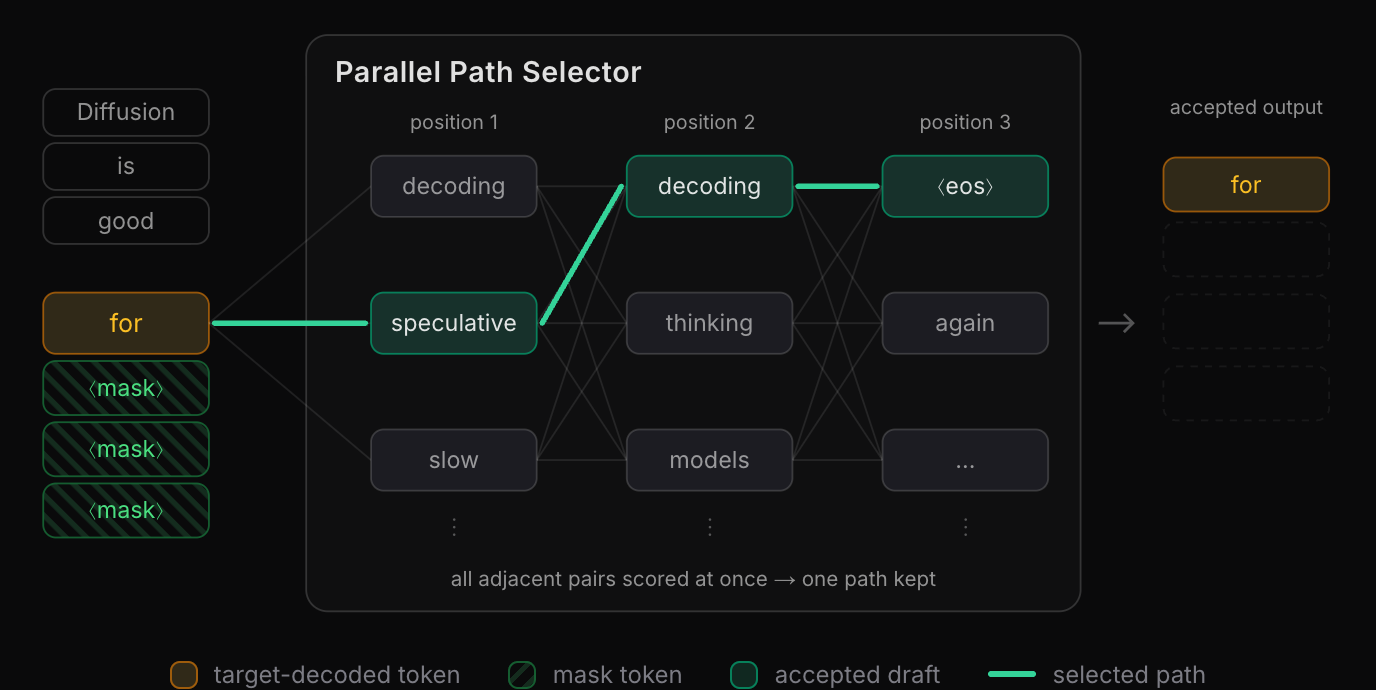 Parallel Path Selector
Diffusion
is
good
for
〈mask〉
〈mask〉
〈mask〉
position 1
position 2
position 3
decoding
decoding
〈eos〉
speculative
thinking
again
slow
models
...
⋮
⋮
⋮
all adjacent pairs scored at once → one path kept
→
accepted output
for
target-decoded token
mask token
accepted draft
selected path